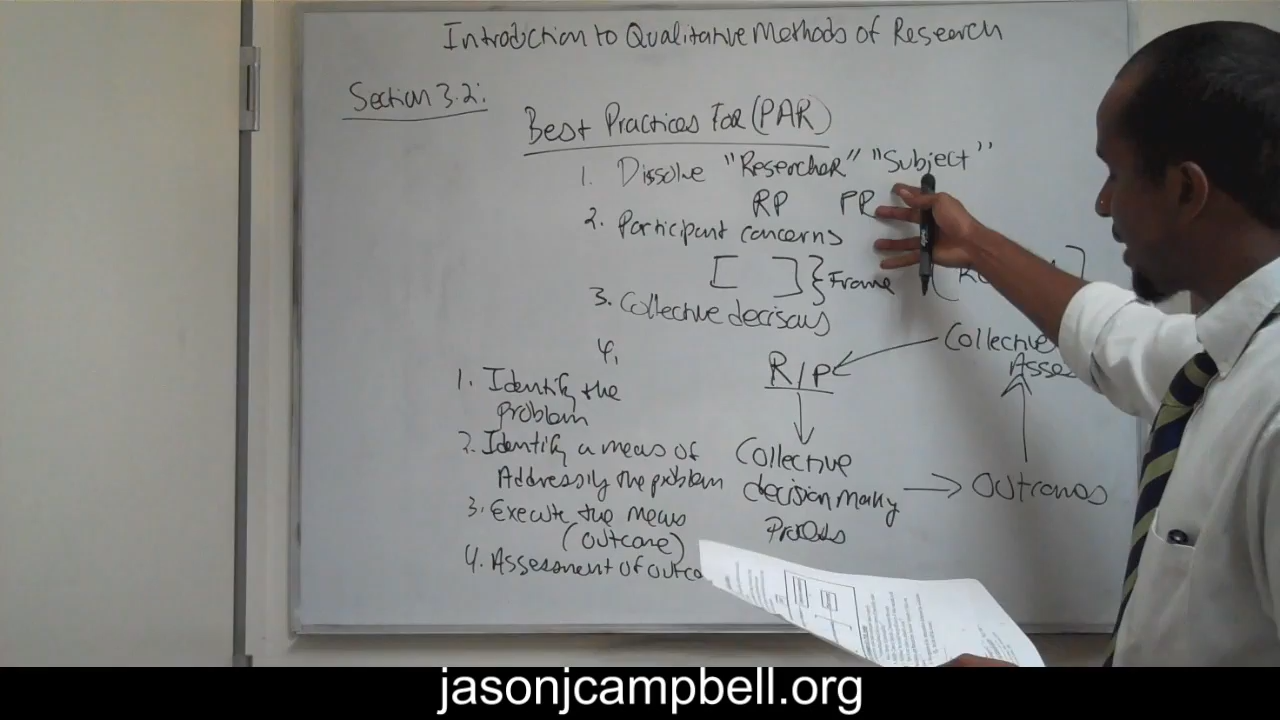 Introduction to Qualitative Methods of Research
Section 3.2:
Best Practices For (PAR)
1. Dissolve "Researcher" "Subject"
RP PR
2. Participant concerns
[ ] } Frame
3. Collective decisons
4.
R/P
Collective
Asses
1. Identify the
problem
2. Identify a means of
Addressing the problem
3. Execute the means
(outcome)
4. Assessment of outco
Collective
decision making
Process
outcomes
jasonjcampbell.org